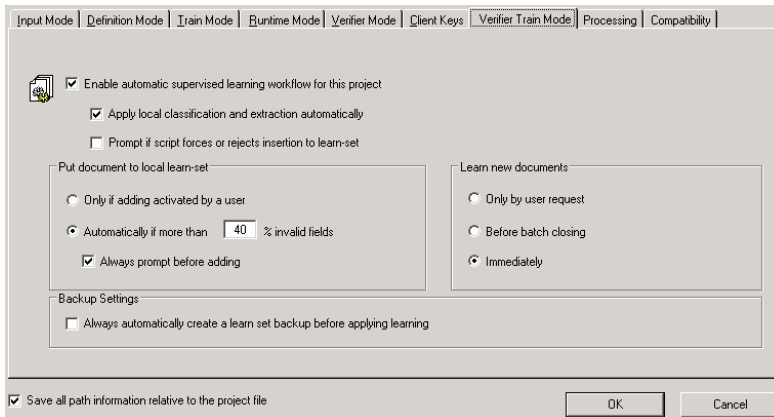 Input Mode Definition Mode Train Mode Runtime Mode Verifier Mode Client Keys Verifier Train Mode Processing Compatibility
Enable automatic supervised learning workflow for this project
Apply local classification and extraction automatically
Prompt if script forces or rejects insertion to learn-set
Put document to local learn-set
Only if adding activated by a user
Automatically if more than 40 % invalid fields
Always prompt before adding
Learn new documents
Only by user request
Before batch closing
Immediately
Backup Settings
Always automatically create a learn set backup before applying learning
Save all path information relative to the project file
OK Cancel